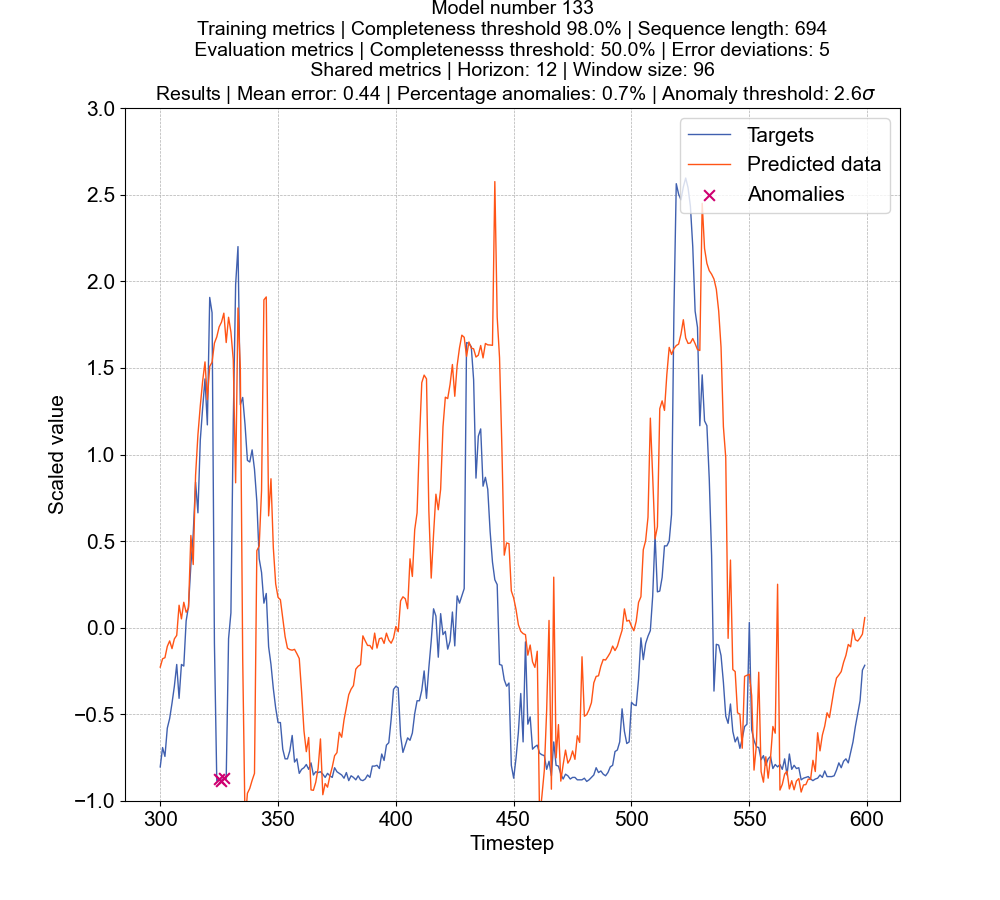 Model number 133
Training metrics | Completeness threshold 98.0% | Sequence length: 694
Evaluation metrics | Completenesss threshold: 50.0% | Error deviations: 5
Shared metrics | Horizon: 12 | Window size: 96
Results | Mean error: 0.44 | Percentage anomalies: 0.7% | Anomaly threshold: 2.6σ
3.0
2.5
2.0
1.5
1.0
0.5
0.0
−0.5
−1.0
Scaled value
Targets
Predicted data
Anomalies
300 350 400 450 500 550 600
Timestep